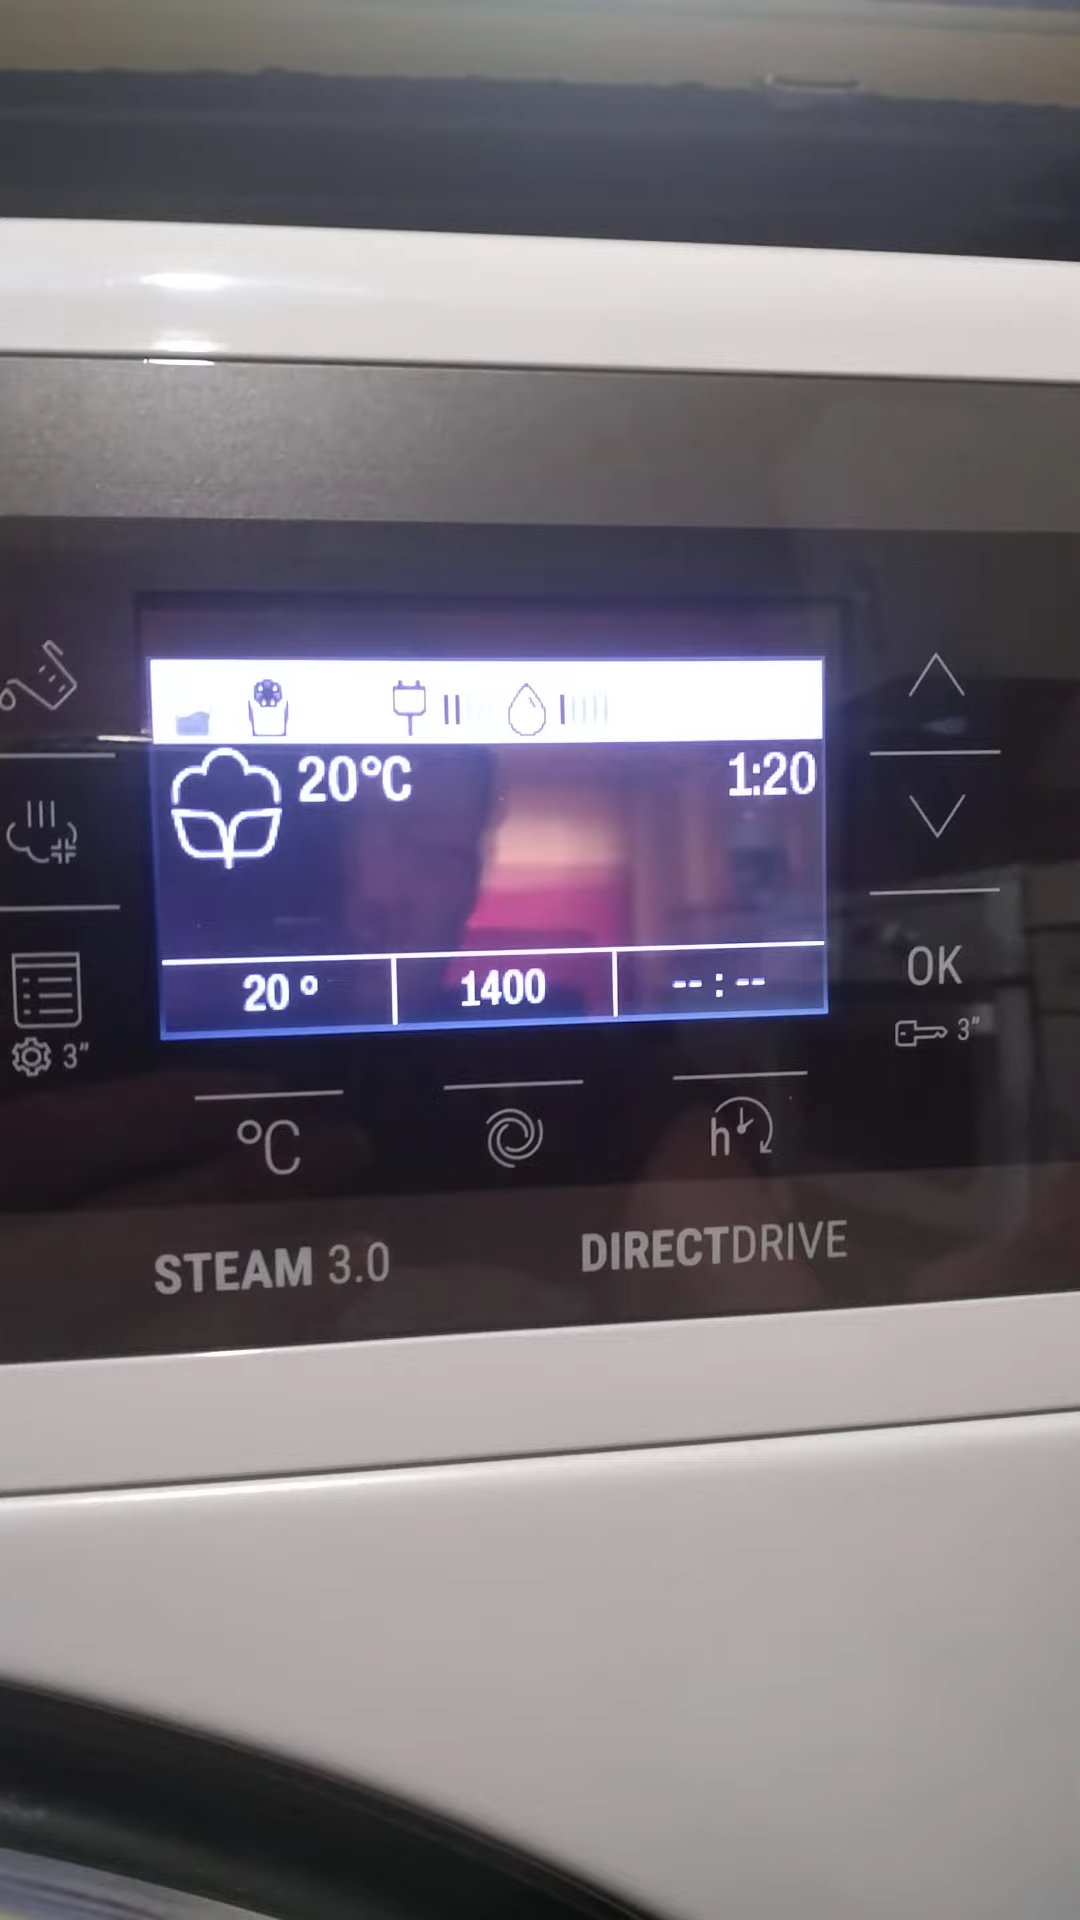 20°C 1:20
20° 1400 -- : --
OK
3"
3"
°C h
STEAM 3.0 DIRECTDRIVE